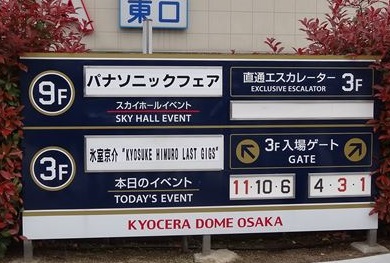 東口
9F
パナソニックフェア
スカイホールイベント
SKY HALL EVENT
直通エスカレーター 3F
EXCLUSIVE ESCALATOR
3F
氷室京介 "KYOSUKE HIMURO LAST GIGS"
本日のイベント
TODAY'S EVENT
3F 入場ゲート
GATE
11・10・6
4・3・1
KYOCERA DOME OSAKA